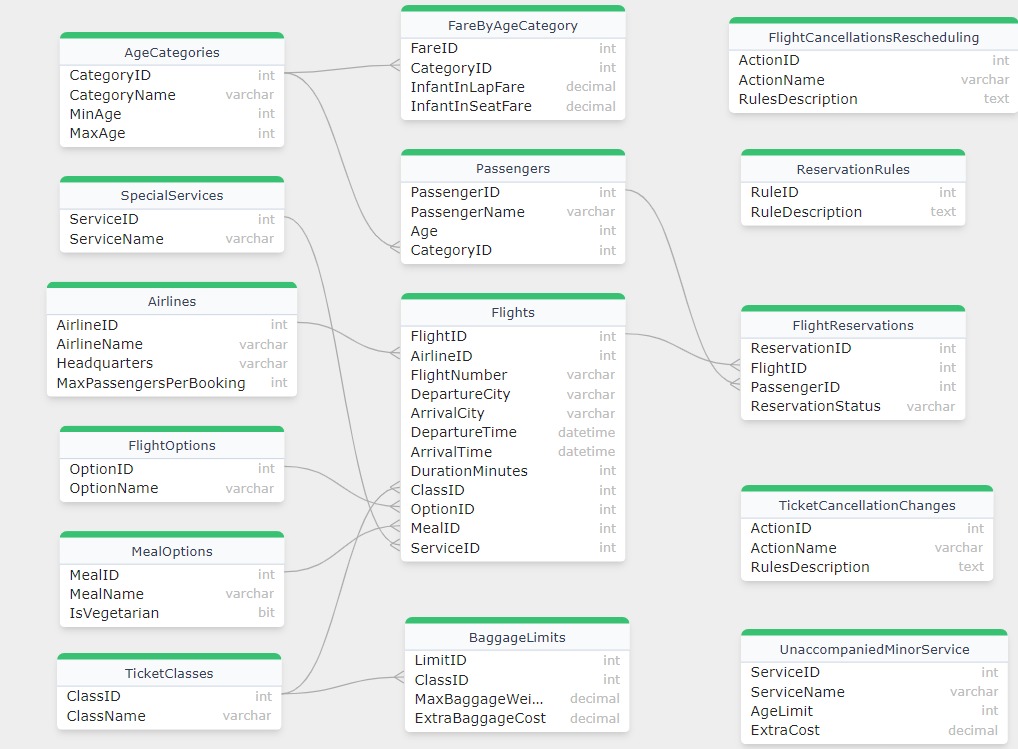 AgeCategories
CategoryID int
CategoryName varchar
MinAge int
MaxAge int
SpecialServices
ServiceID int
ServiceName varchar
Airlines
AirlineID int
AirlineName varchar
Headquarters varchar
MaxPassengersPerBooking int
FlightOptions
OptionID int
OptionName varchar
MealOptions
MealID int
MealName varchar
IsVegetarian bit
TicketClasses
ClassID int
ClassName varchar
FareByAgeCategory
FareID int
CategoryID int
InfantInLapFare decimal
InfantInSeatFare decimal
Passengers
PassengerID int
PassengerName varchar
Age int
CategoryID int
Flights
FlightID int
AirlineID int
FlightNumber varchar
DepartureCity varchar
ArrivalCity varchar
DepartureTime datetime
ArrivalTime datetime
DurationMinutes int
ClassID int
OptionID int
MealID int
ServiceID int
BaggageLimits
LimitID int
ClassID int
MaxBaggageWei... decimal
ExtraBaggageCost decimal
FlightCancellationsRescheduling
ActionID int
ActionName varchar
RulesDescription text
ReservationRules
RuleID int
RuleDescription text
FlightReservations
ReservationID int
FlightID int
PassengerID int
ReservationStatus varchar
TicketCancellationChanges
ActionID int
ActionName varchar
RulesDescription text
UnaccompaniedMinorService
ServiceID int
ServiceName varchar
AgeLimit int
ExtraCost decimal